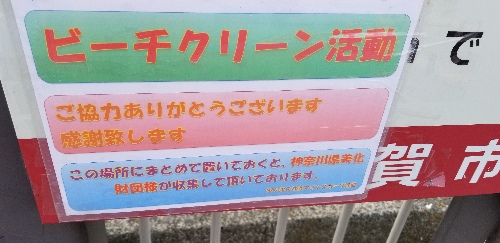 ビーチクリーン活動
で
ご協力ありがとうございます
感謝致します
この場所にまとめて置いておくと、神奈川県美化
財団様が収集して頂いております。
賀市